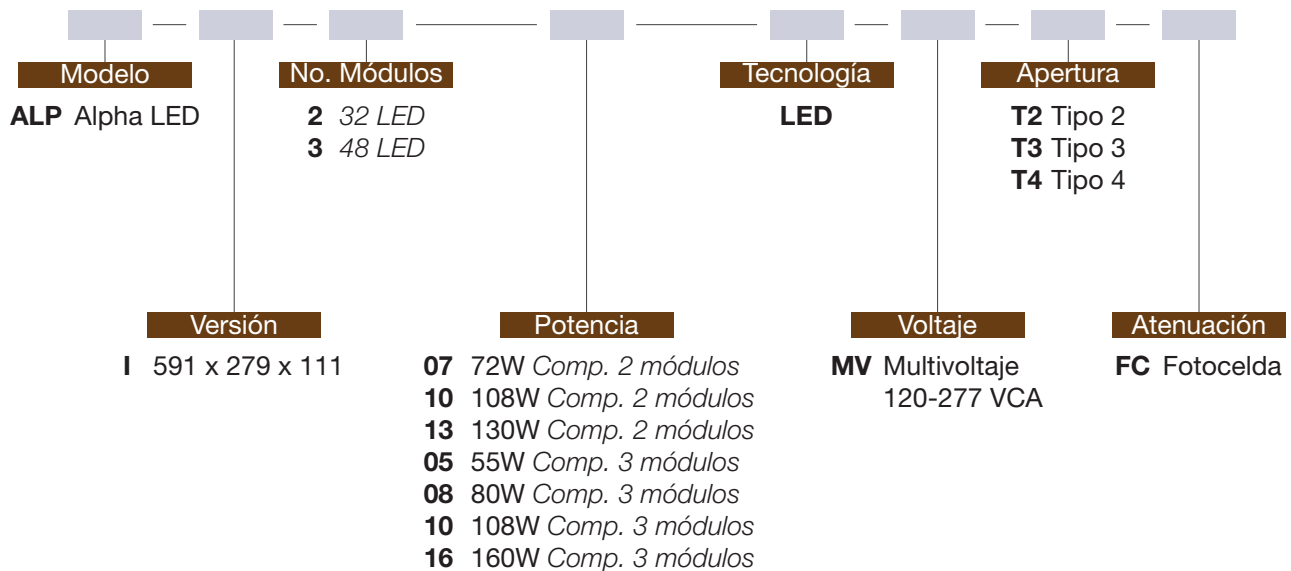 Modelo
ALP Alpha LED
No. Módulos
2 32 LED
3 48 LED
Tecnología
LED
Apertura
T2 Tipo 2
T3 Tipo 3
T4 Tipo 4
Versión
I 591 x 279 x 111
Potencia
07 72W Comp. 2 módulos
10 108W Comp. 2 módulos
13 130W Comp. 2 módulos
05 55W Comp. 3 módulos
08 80W Comp. 3 módulos
10 108W Comp. 3 módulos
16 160W Comp. 3 módulos
Voltaje
MV Multivoltaje
120-277 VCA
Atenuación
FC Fotocelda